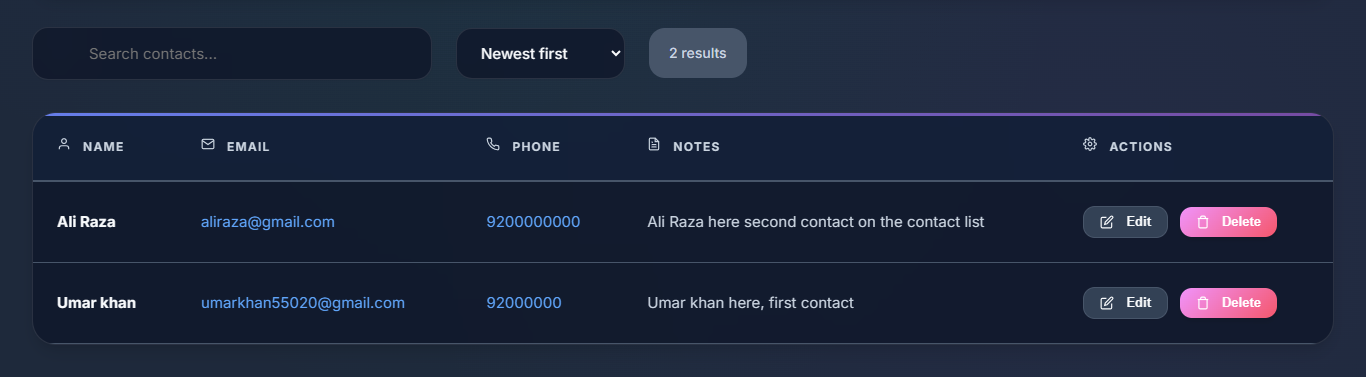 Search contacts... Newest first 2 results
NAME EMAIL PHONE NOTES ACTIONS
Ali Raza aliraza@gmail.com 9200000000 Ali Raza here second contact on the contact list Edit Delete
Umar khan umarkhan55020@gmail.com 92000000 Umar khan here, first contact Edit Delete